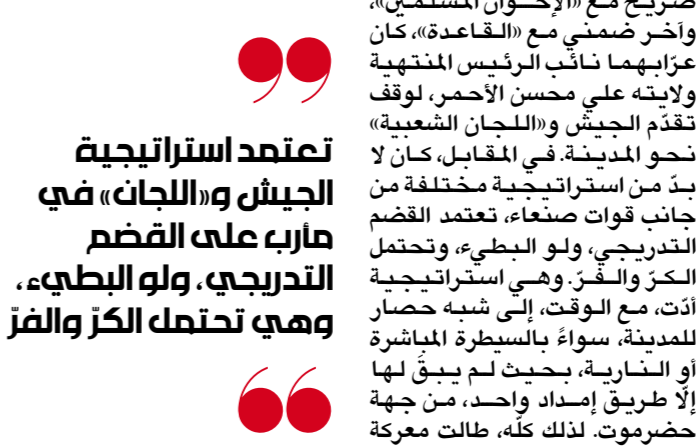 صريح مع «الإخوان المسلمين»،
وآخر ضمني مع «القاعدة»، كان
عرّابهما نائب الرئيس المنتهية
ولايته علي محسن الأحمر، لوقف
تقدّم الجيش و«اللجان الشعبية»
نحو المدينة. في المقابل، كان لا
بدّ من استراتيجية مختلفة من
جانب قوات صنعاء، تعتمد القضم
التدريجي، ولو البطيء، وتحتمل
الكرّ والفرّ. وهي استراتيجية
أدّت، مع الوقت، إلى شبه حصار
للمدينة، سواءً بالسيطرة المباشرة
أو النارية، بحيث لم يبقَ لها
إلّا طريق إمداد واحد، من جهة
حضرموت. لذلك كلّه، طالت معركة
تعتمد استراتيجية
الجيش و«اللجان» في
مأرب على القضم
التدريجي، ولو البطيء،
وهي تحتمل الكرّ والفرّ